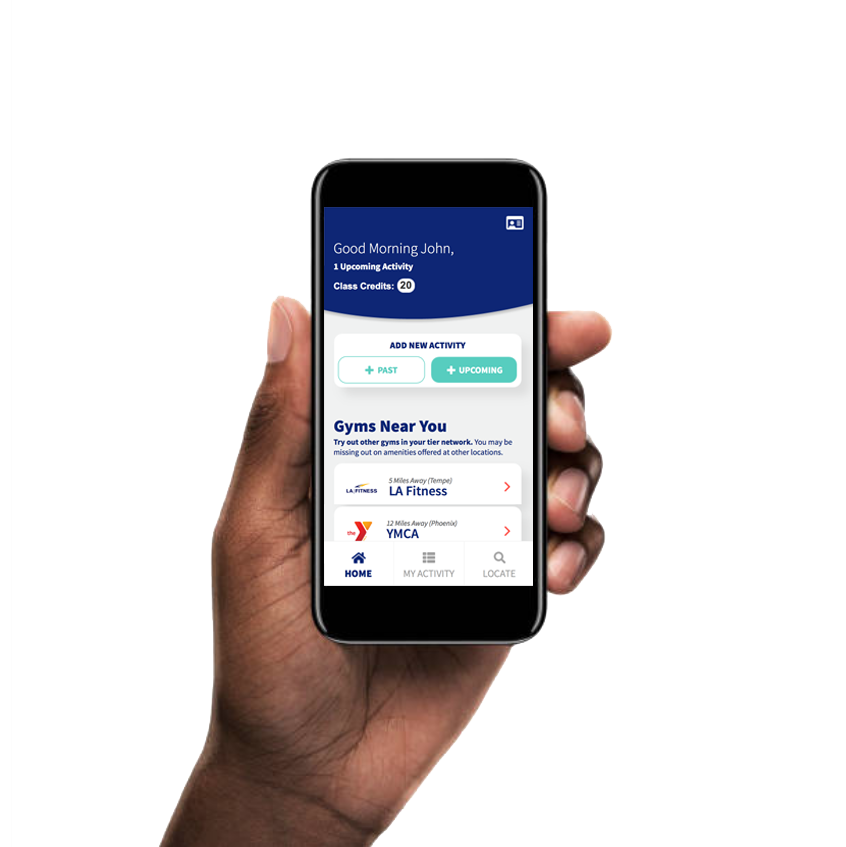 Good Morning John,
1 Upcoming Activity
Class Credits: 20
ADD NEW ACTIVITY
+ PAST
+ UPCOMING
Gyms Near You
Try out other gyms in your tier network. You may be
missing out on amenities offered at other locations.
5 Miles Away (Tempe)
LA FITNESS
LA Fitness
12 Miles Away (Phoenix)
the Y
YMCA
HOME
MY ACTIVITY
LOCATE